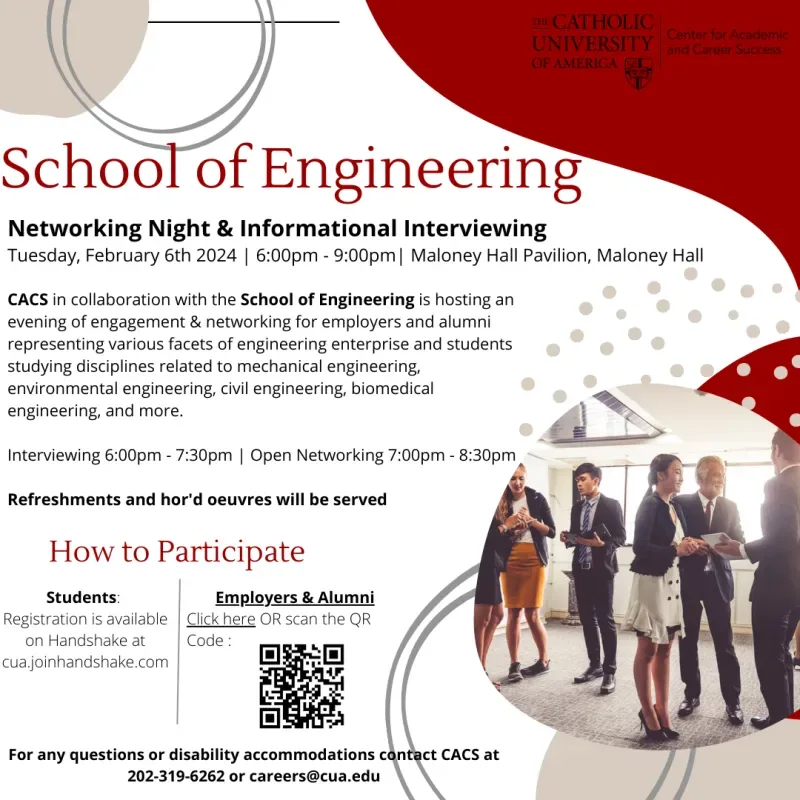 THE CATHOLIC
UNIVERSITY
OF AMERICA
Center for Academic
and Career Success
School of Engineering
Networking Night & Informational Interviewing
Tuesday, February 6th 2024 | 6:00pm - 9:00pm| Maloney Hall Pavilion, Maloney Hall
CACS in collaboration with the School of Engineering is hosting an
evening of engagement & networking for employers and alumni
representing various facets of engineering enterprise and students
studying disciplines related to mechanical engineering,
environmental engineering, civil engineering, biomedical
engineering, and more.
Interviewing 6:00pm - 7:30pm | Open Networking 7:00pm - 8:30pm
Refreshments and hor'd oeuvres will be served
How to Participate
Students:
Registration is available
on Handshake at
cua.joinhandshake.com
Employers & Alumni
Click here OR scan the QR
Code :
For any questions or disability accommodations contact CACS at
202-319-6262 or careers@cua.edu